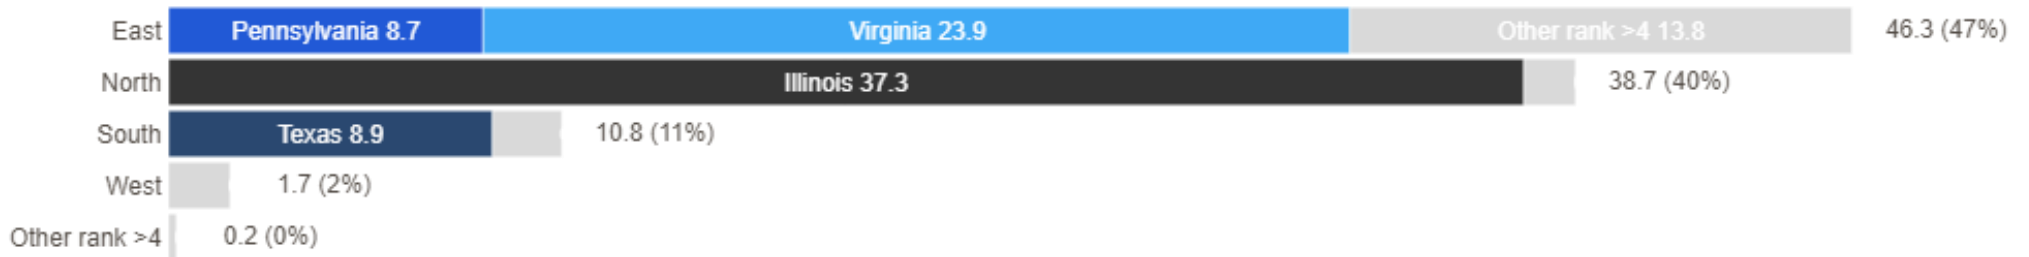 East Pennsylvania 8.7 Virginia 23.9 Other rank >4 13.8 46.3 (47%)
North Illinois 37.3 38.7 (40%)
South Texas 8.9 10.8 (11%)
West 1.7 (2%)
Other rank >4 0.2 (0%)